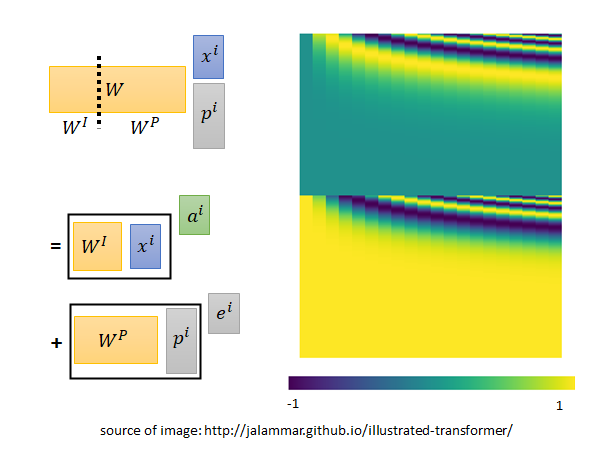 W
x^i
p^i
W^I W^P
= W^I x^i a^i
+ W^P p^i e^i
-1 1
source of image: http://jalammar.github.io/illustrated-transformer/